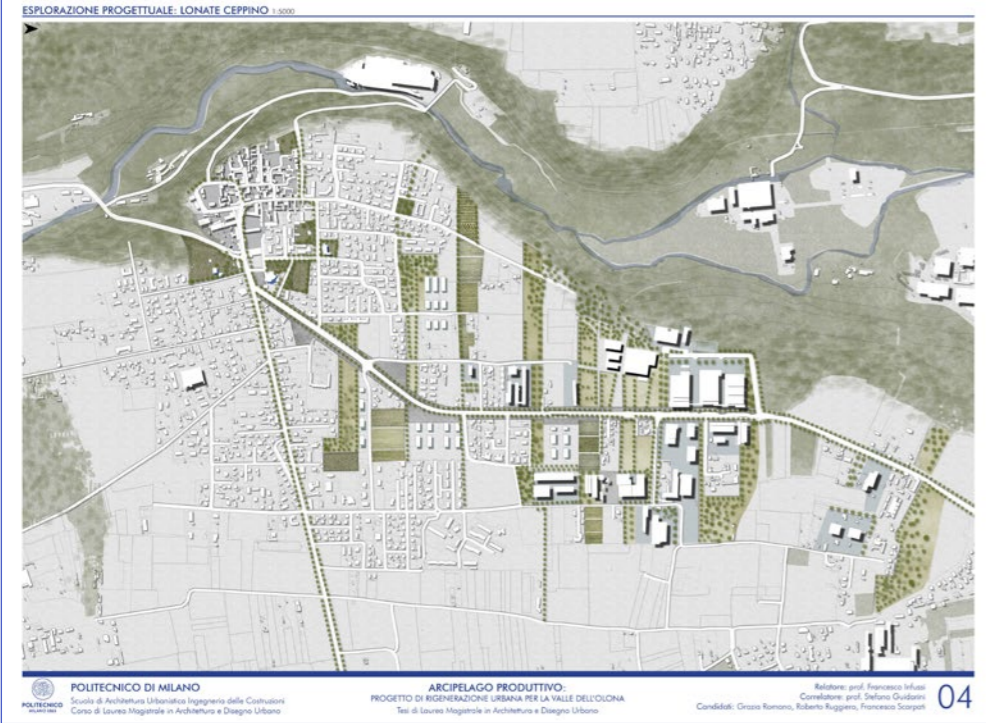 ESPLORAZIONE PROGETTUALE: LONATE CEPPINO 1:5000
POLITECNICO
MILANO 1863
POLITECNICO DI MILANO
Scuola di Architettura Urbanistica Ingegneria delle Costruzioni
Corso di Laurea Magistrale in Architettura e Disegno Urbano
ARCIPELAGO PRODUTTIVO:
PROGETTO DI RIGENERAZIONE URBANA PER LA VALLE DELL'OLONA
Tesi di Laurea Magistrale in Architettura e Disegno Urbano
Relatore: prof. Francesco Infussi
Correlatore: prof. Stefano Guidarini
Candidati: Grazia Romano, Roberto Ruggiero, Francesco Scarpati
04